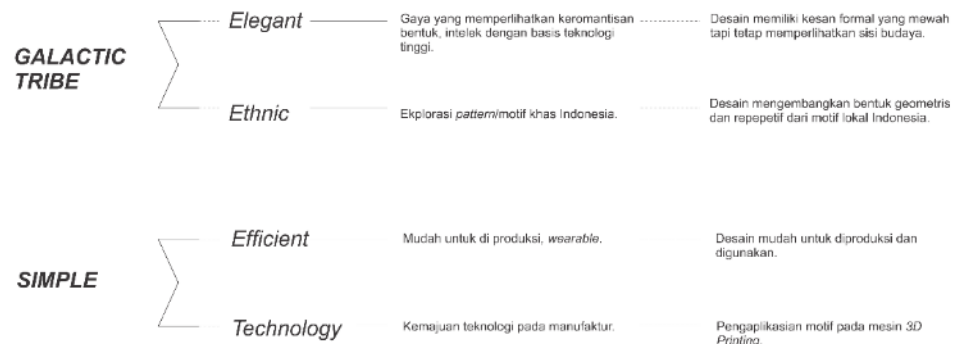 GALACTIC
TRIBE
Elegant
Gaya yang memperlihatkan keromantisan
bentuk, intelek dengan basis teknologi
tinggi.
Desain memiliki kesan formal yang mewah
tapi tetap memperlihatkan sisi budaya.
Ethnic
Ekplorasi pattern/motif khas Indonesia.
Desain mengembangkan bentuk geometris
dan repepetif dari motif lokal Indonesia.
SIMPLE
Efficient
Mudah untuk di produksi, wearable.
Desain mudah untuk diproduksi dan
digunakan.
Technology
Kemajuan teknologi pada manufaktur.
Pengaplikasian motif pada mesin 3D
Printing.